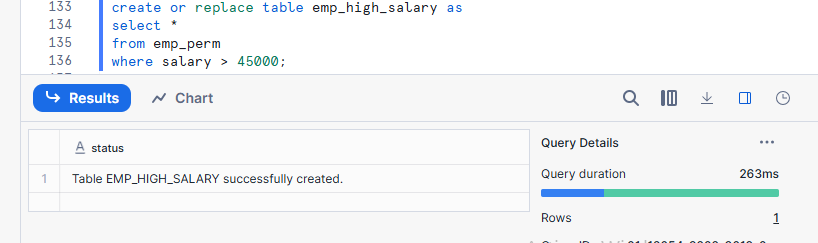 133 create or replace table emp_high_salary as
134 select *
135 from emp_perm
136 where salary > 45000;
Results
Chart
A status
1 Table EMP_HIGH_SALARY successfully created.
Query Details
...
Query duration 263ms
Rows 1